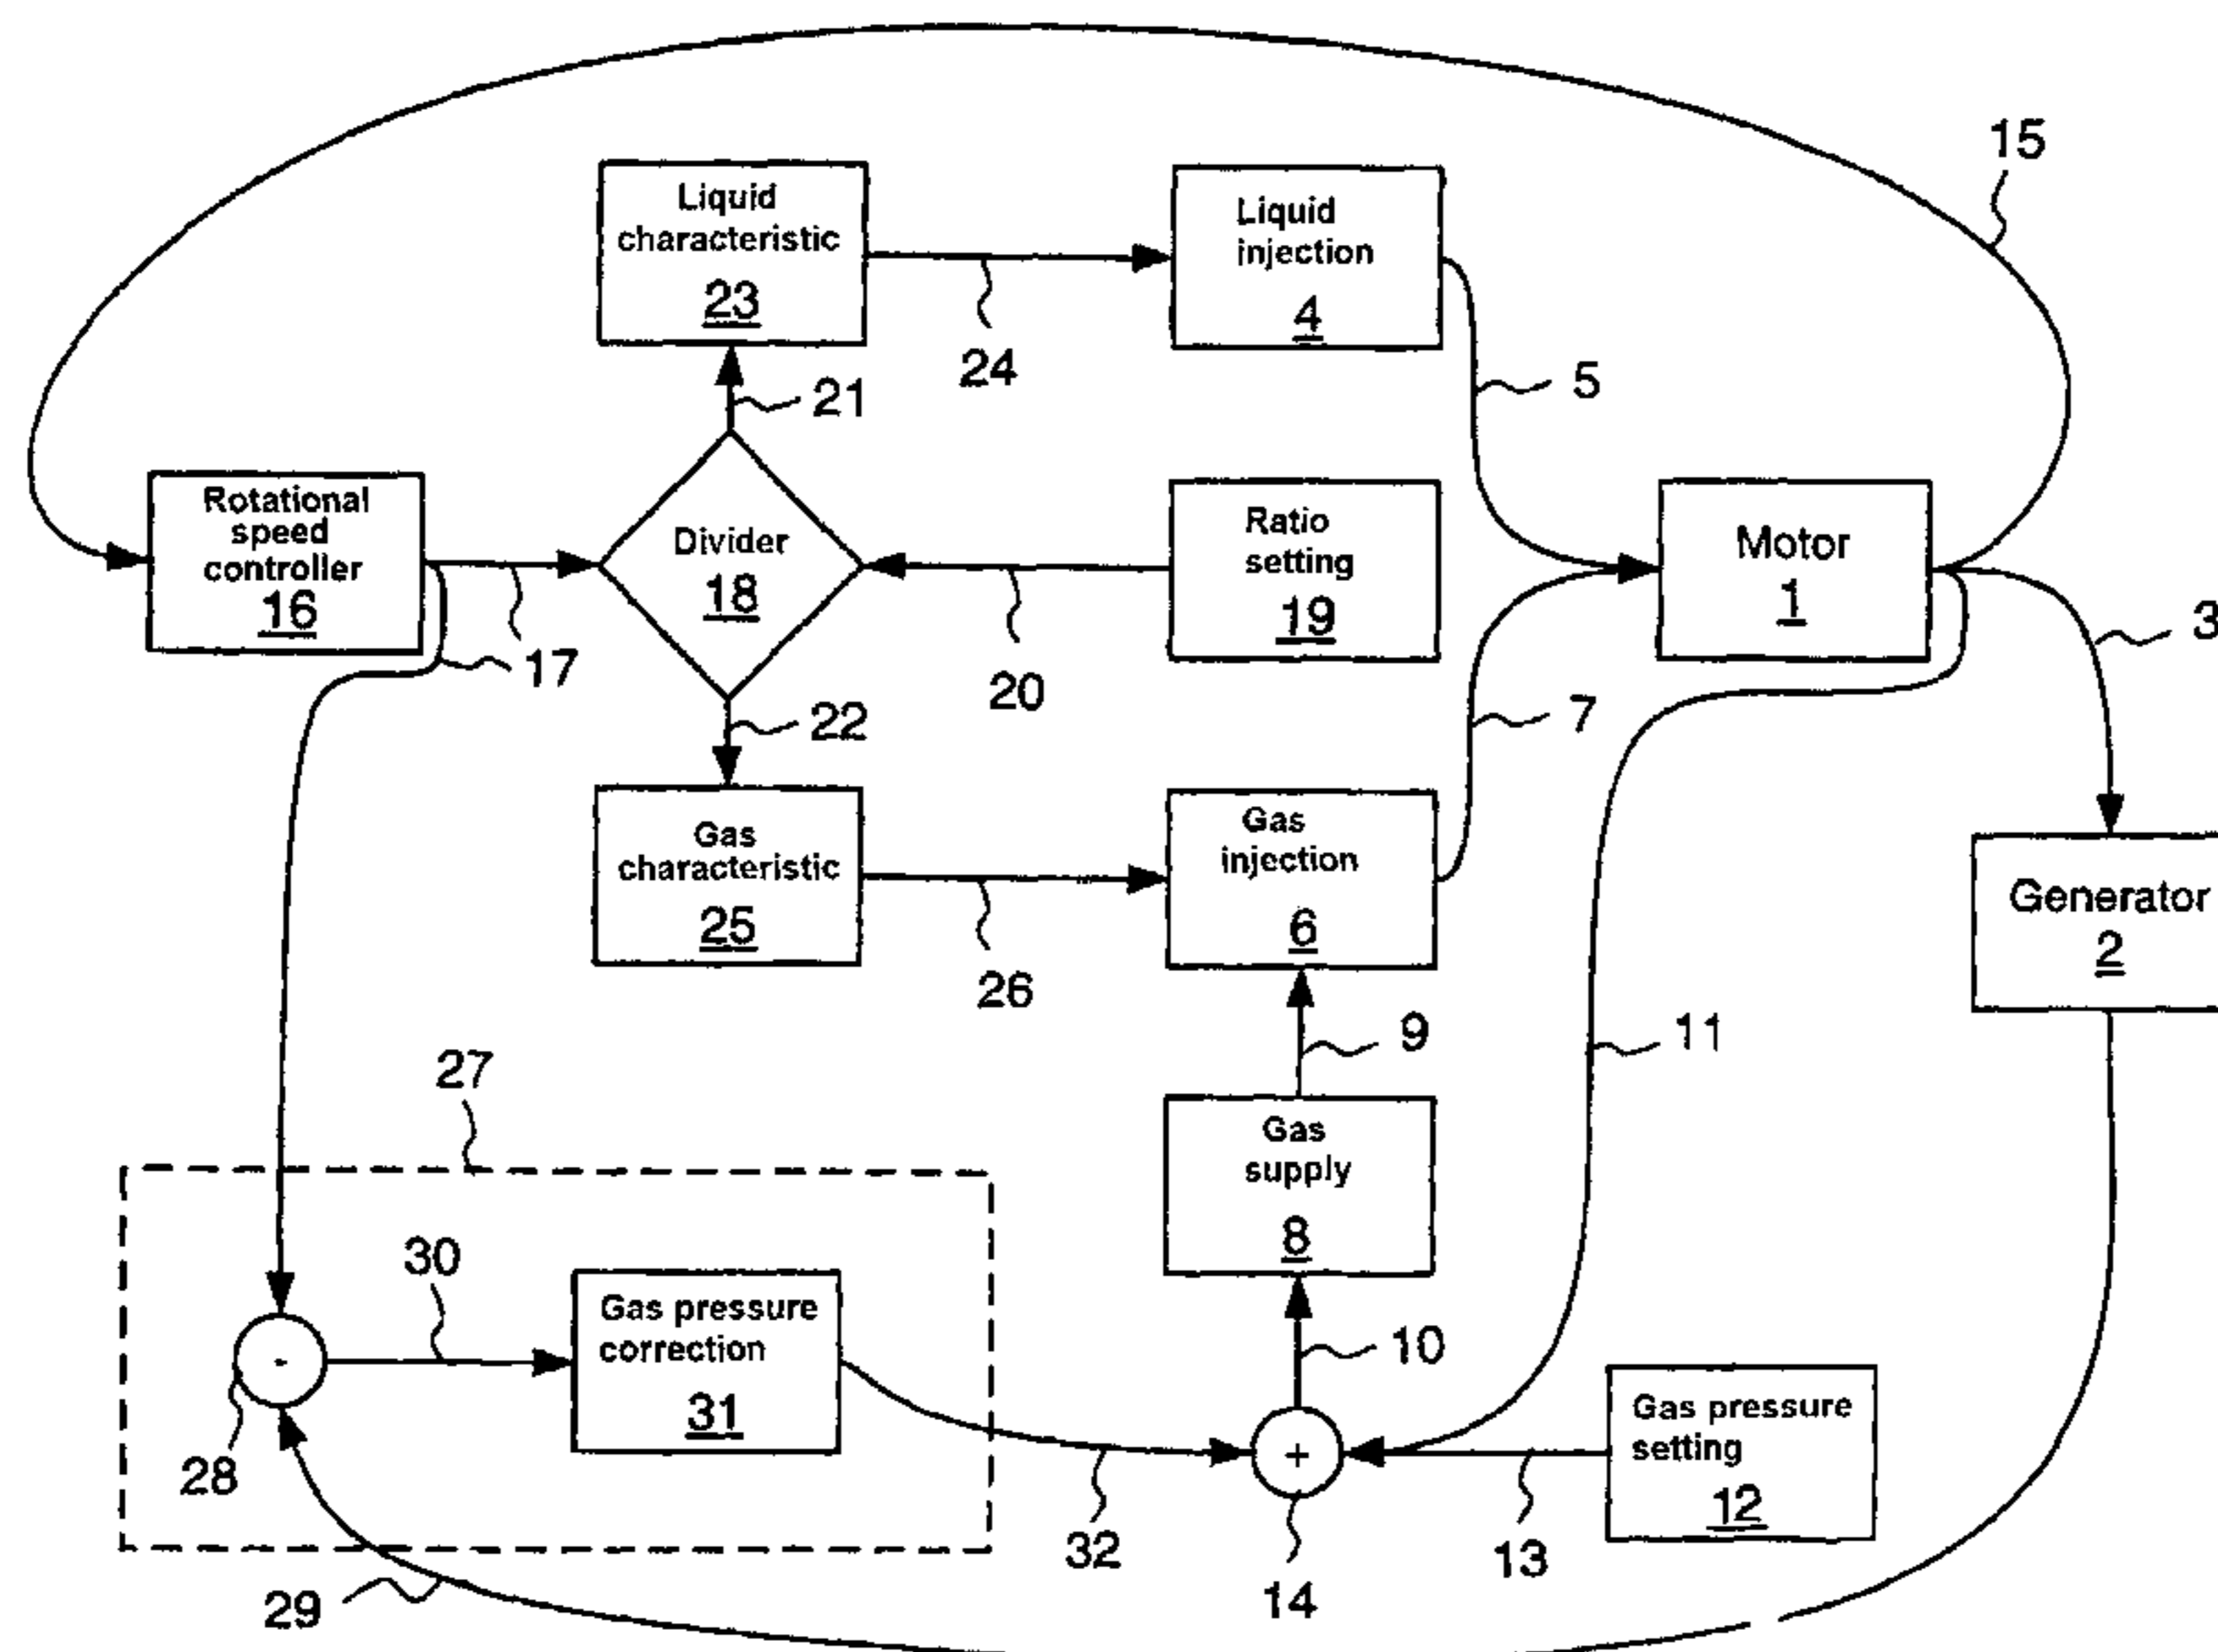 15
Liquid
characteristic
23
Liquid
injection
4
24
5
21
Rotational
speed
controller
16
Divider
18
Ratio
setting
19
Motor
1
3
17
20
22
7
Gas
characteristic
25
Gas
injection
6
Generator
2
26
9
11
27
Gas
supply
8
30
Gas pressure
correction
31
-
28
10
+
Gas pressure
setting
12
32
13
29
14